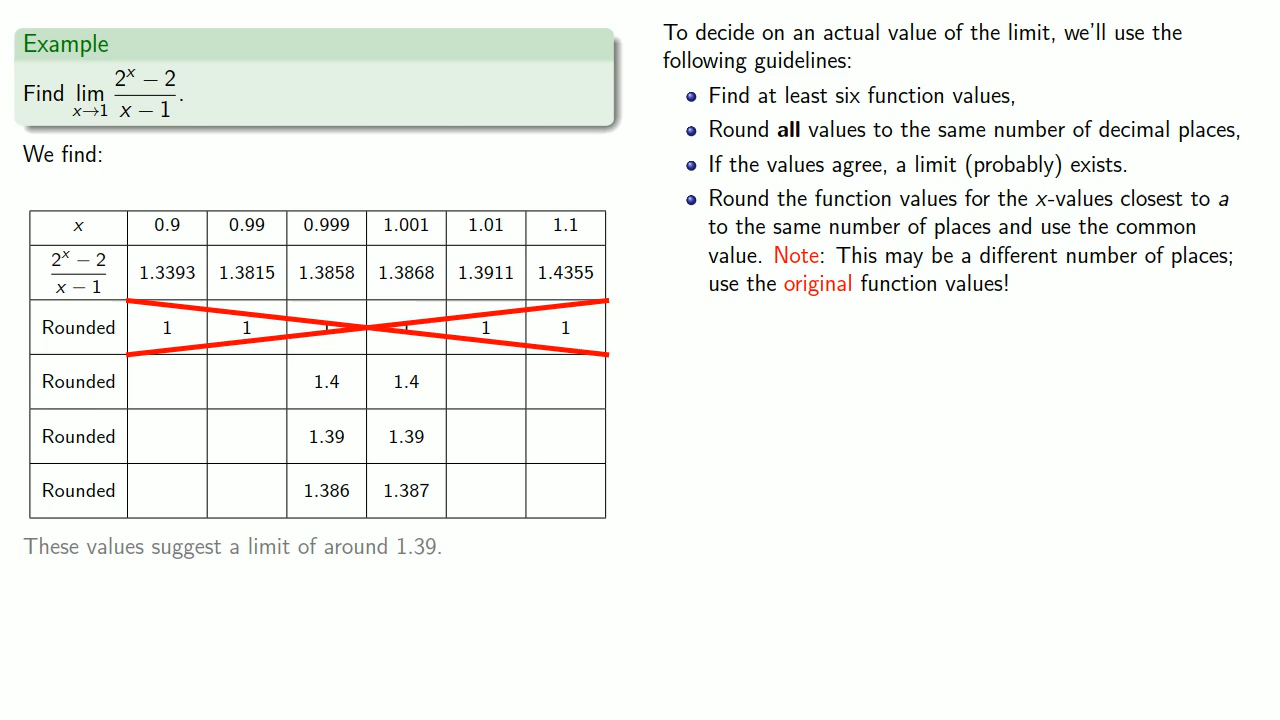 Example
Find lim x→1 (2^x − 2)/(x − 1).
We find:
x 0.9 0.99 0.999 1.001 1.01 1.1
(2^x − 2)/(x − 1) 1.3393 1.3815 1.3858 1.3868 1.3911 1.4355
Rounded 1 1 1 1 1 1
Rounded 1.4 1.4
Rounded 1.39 1.39
Rounded 1.386 1.387
These values suggest a limit of around 1.39.
To decide on an actual value of the limit, we'll use the
following guidelines:
Find at least six function values,
Round all values to the same number of decimal places,
If the values agree, a limit (probably) exists.
Round the function values for the x-values closest to a
to the same number of places and use the common
value. Note: This may be a different number of places;
use the original function values!